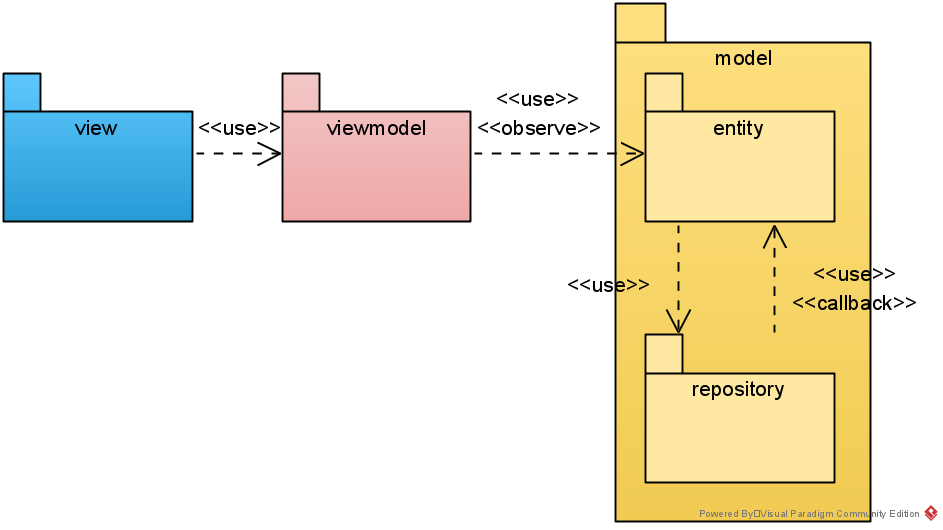 model
view
<<use>>
viewmodel
<<use>>
<<observe>>
entity
<<use>>
<<use>>
<<callback>>
repository
Powered By□Visual Paradigm Community Edition